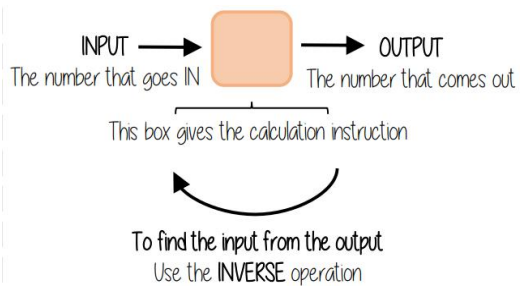 INPUT
OUTPUT
The number that goes IN
The number that comes out
This box gives the calculation instruction
To find the input from the output
Use the INVERSE operation